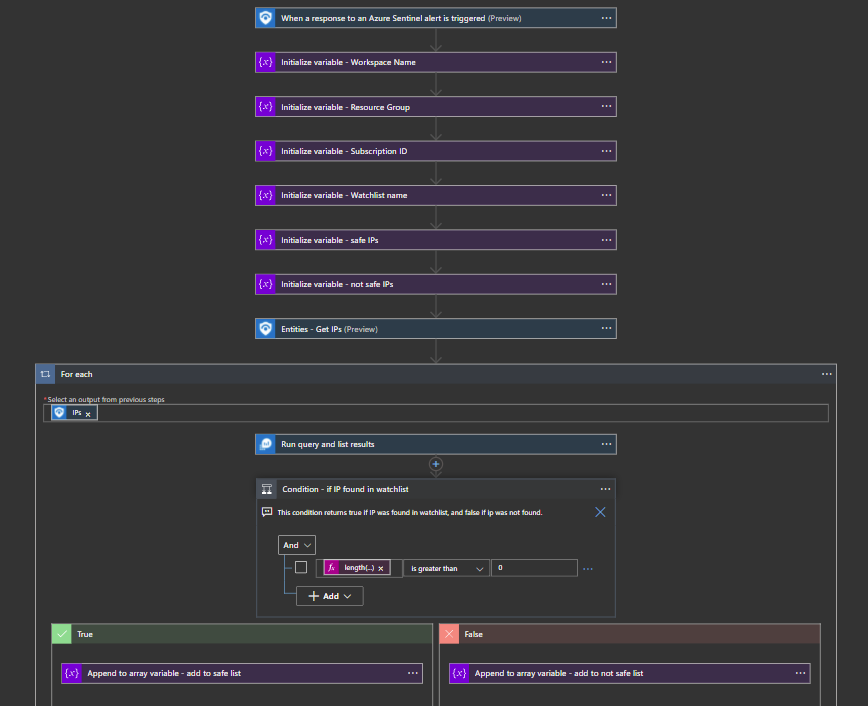 When a response to an Azure Sentinel alert is triggered (Preview)
{x} Initialize variable - Workspace Name
{x} Initialize variable - Resource Group
{x} Initialize variable - Subscription ID
{x} Initialize variable - Watchlist name
{x} Initialize variable - safe IPs
{x} Initialize variable - not safe IPs
Entities - Get IPs (Preview)
For each
*Select an output from previous steps
IPs x
Run query and list results
Condition - if IP found in watchlist
This condition returns true if IP was found in watchlist, and false if ip was not found.
And
fx length(...) x is greater than 0
+ Add
True
False
{x} Append to array variable - add to safe list
{x} Append to array variable - add to not safe list